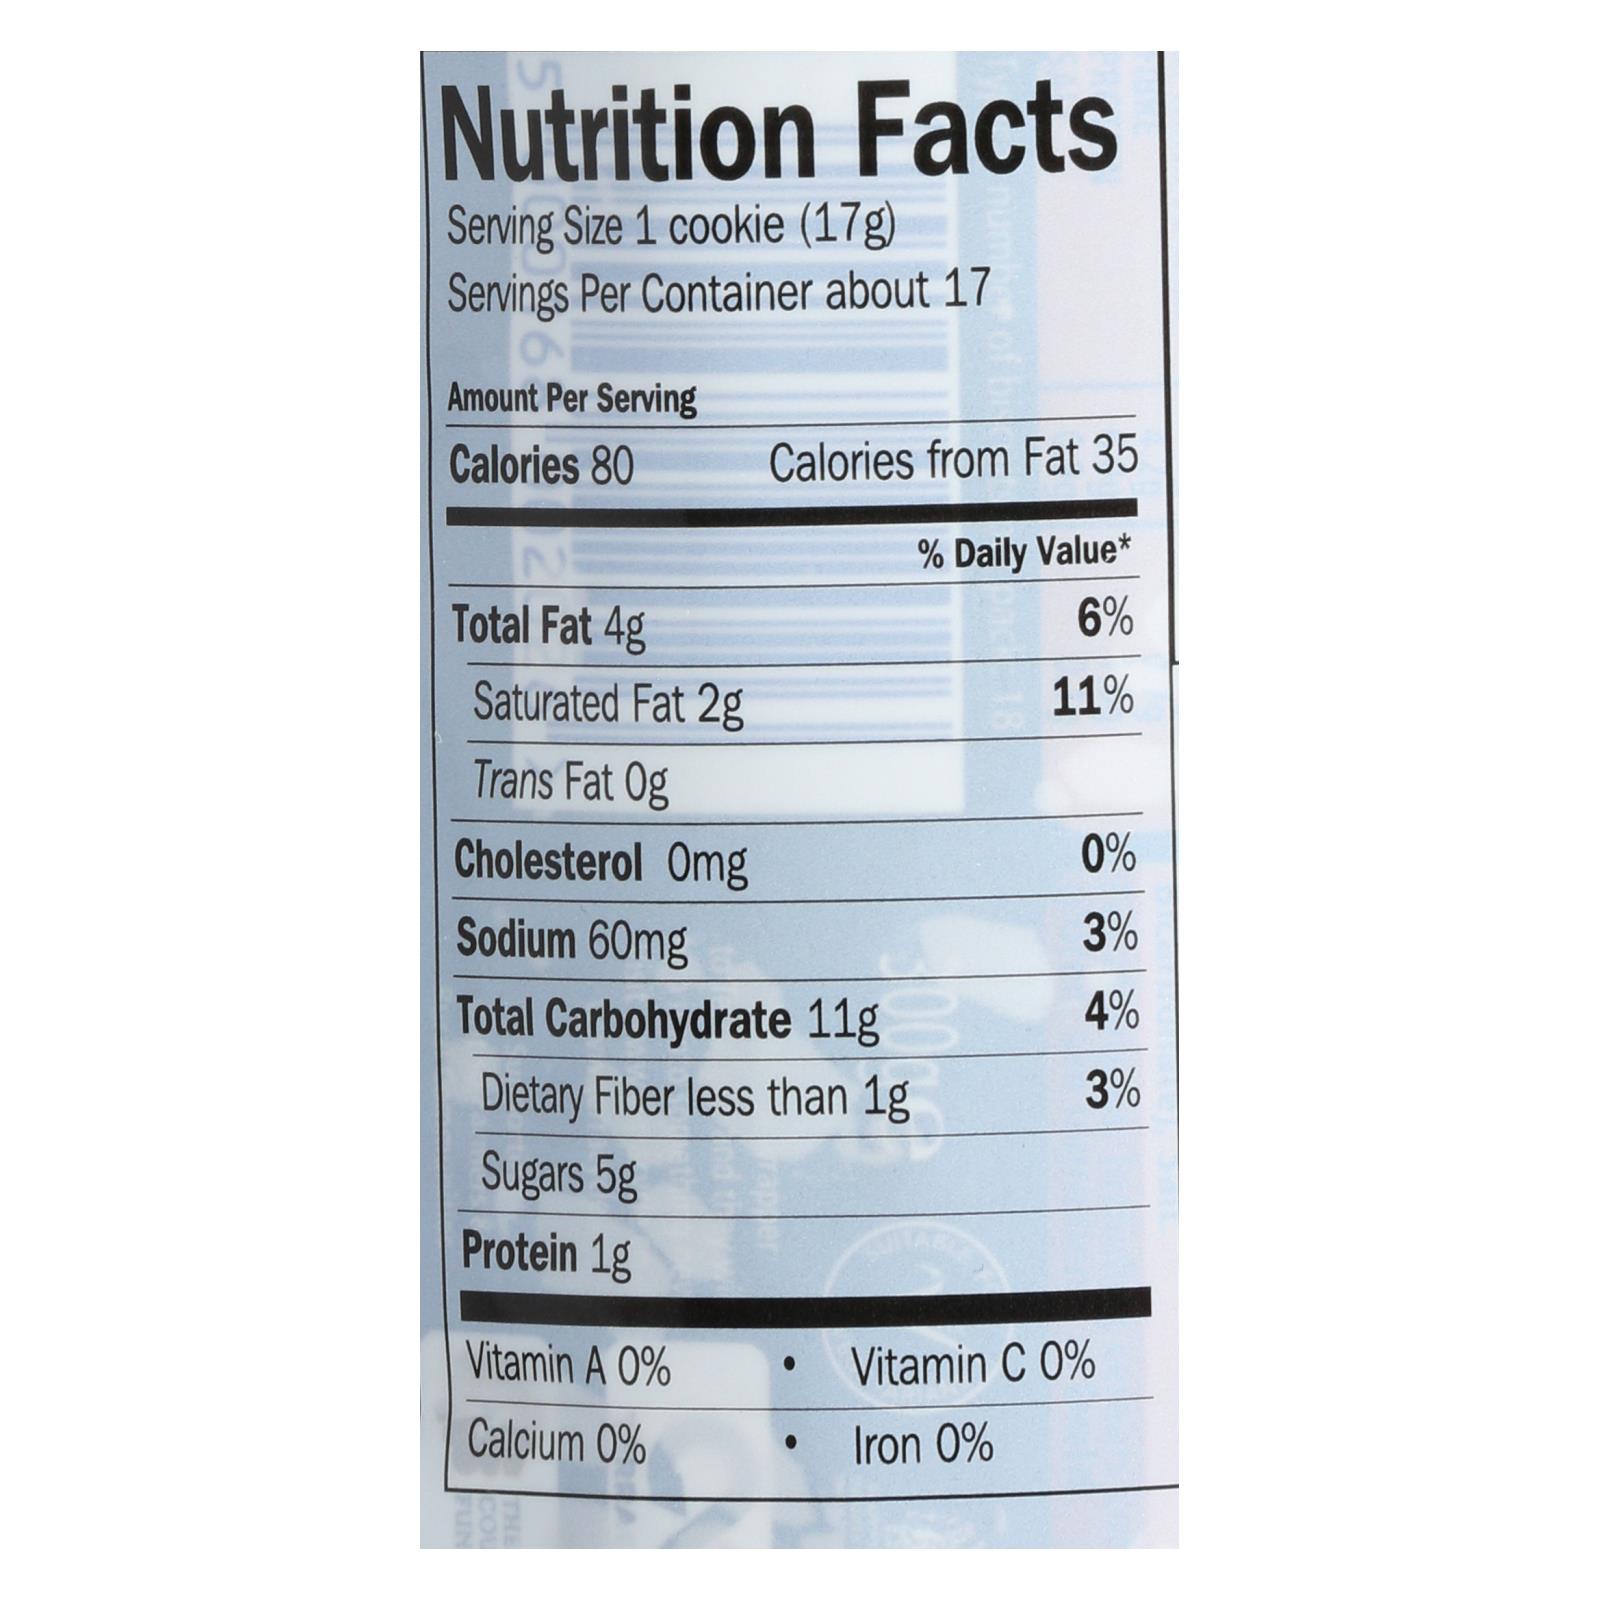 Nutrition Facts
Serving Size 1 cookie (17g)
Servings Per Container about 17
Amount Per Serving
Calories 80 Calories from Fat 35
% Daily Value*
Total Fat 4g 6%
Saturated Fat 2g 11%
Trans Fat 0g
Cholesterol 0mg 0%
Sodium 60mg 3%
Total Carbohydrate 11g 4%
Dietary Fiber less than 1g 3%
Sugars 5g
Protein 1g
Vitamin A 0% • Vitamin C 0%
Calcium 0% • Iron 0%